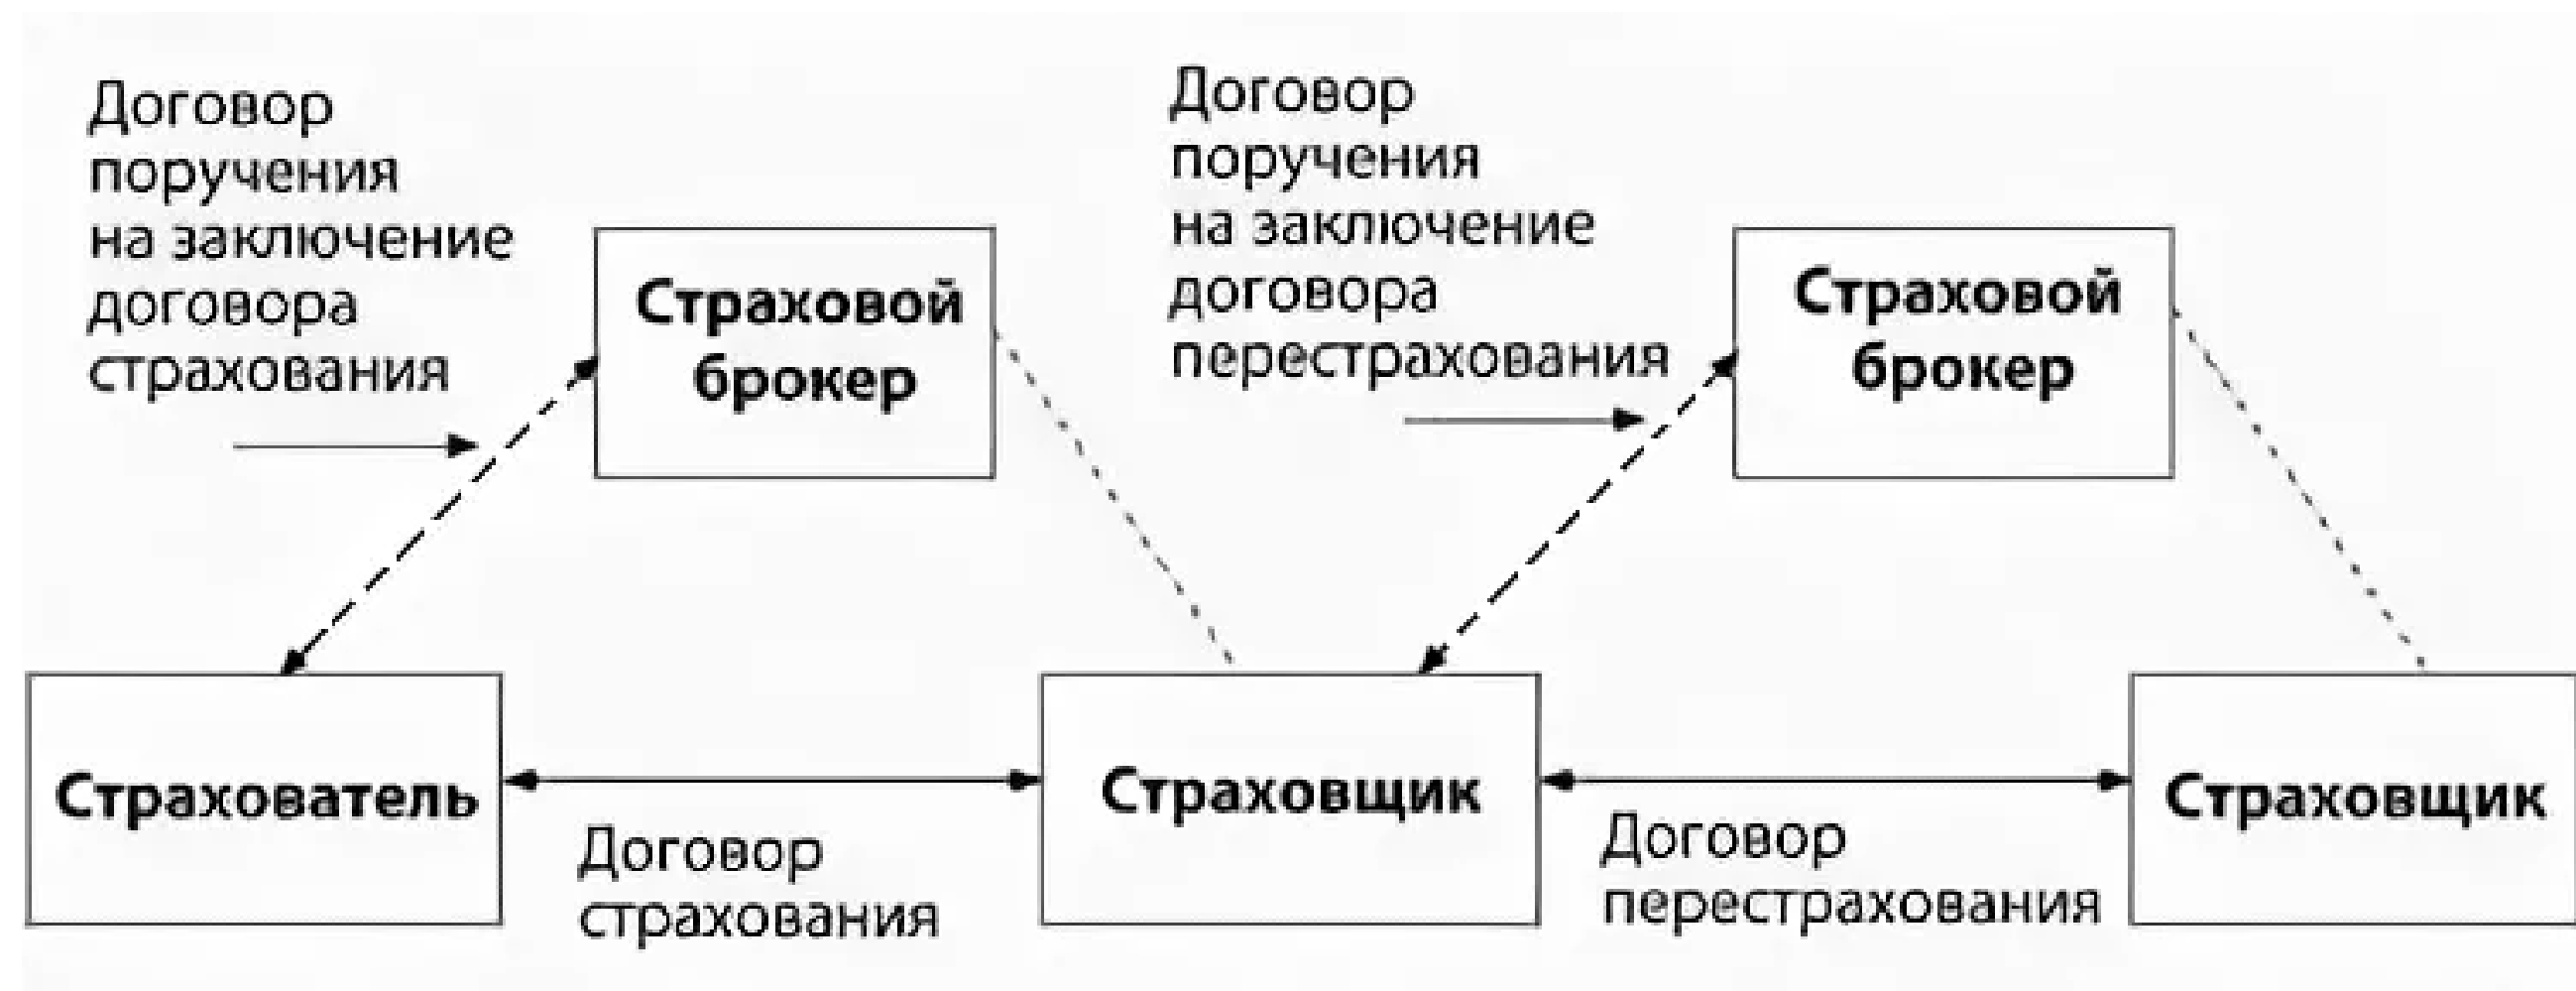 Договор
поручения
на заключение
договора
страхования
Страховой
брокер
Договор
поручения
на заключение
договора
перестрахования
Страховой
брокер
Страхователь
Договор
страхования
Страховщик
Договор
перестрахования
Страховщик